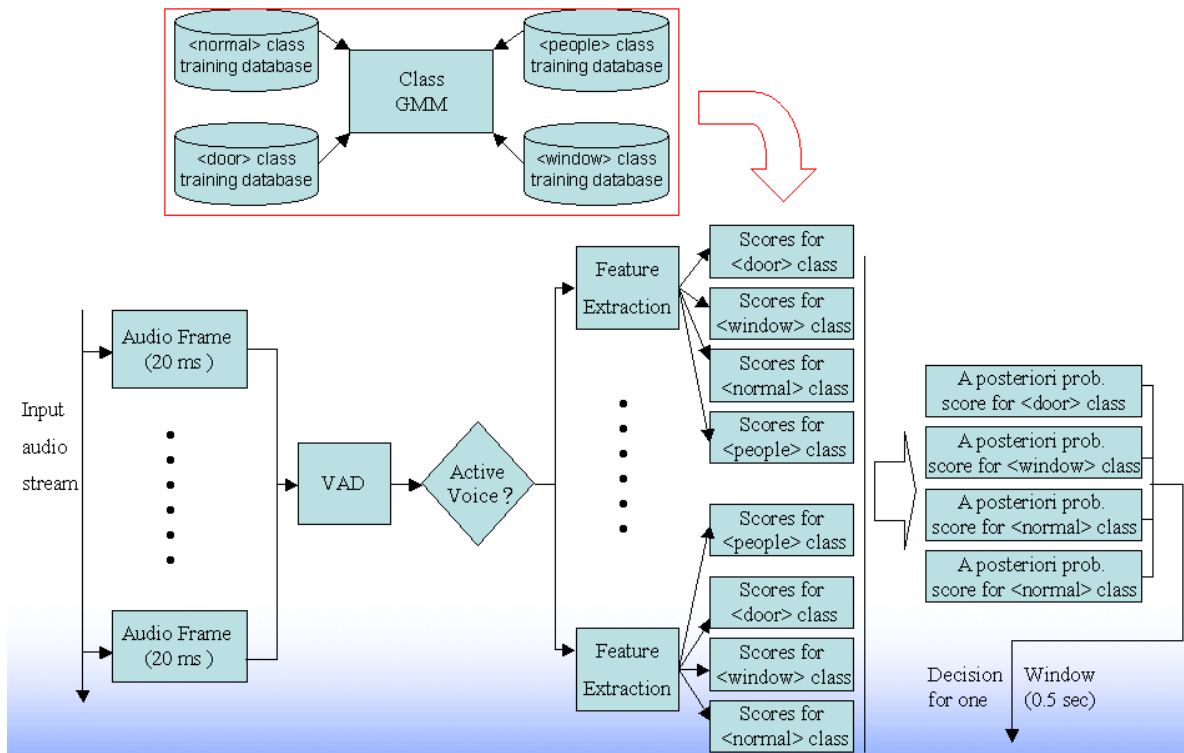 <normal> class
training database
<people> class
training database
Class
GMM
<door> class
training database
<window> class
training database
Input
audio
stream
Audio Frame
(20 ms )
Audio Frame
(20 ms )
VAD
Active
Voice ?
Feature
Extraction
Feature
Extraction
Scores for
<door> class
Scores for
<window> class
Scores for
<normal> class
Scores for
<people> class
Scores for
<people> class
Scores for
<door> class
Scores for
<window> class
Scores for
<normal> class
A posteriori prob.
score for <door> class
A posteriori prob.
score for <window> class
A posteriori prob.
score for <normal> class
A posteriori prob.
score for <normal> class
Decision
for one
Window
(0.5 sec)